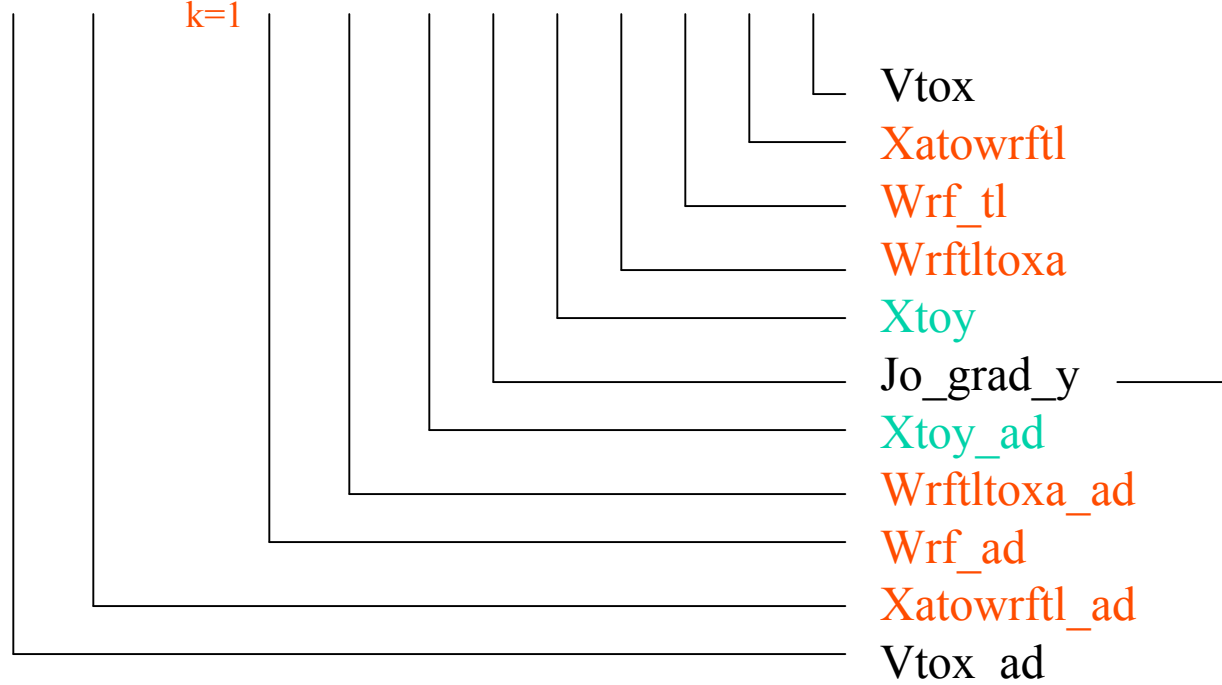 k=1
Vtox
Xatowrftl
Wrf_tl
Wrftltoxa
Xtoy
Jo_grad_y
Xtoy_ad
Wrftltoxa_ad
Wrf_ad
Xatowrftl_ad
Vtox_ad